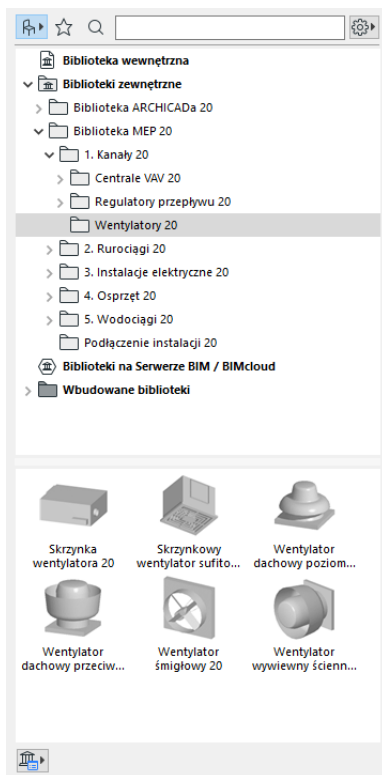 Biblioteka wewnętrzna
Biblioteki zewnętrzne
Biblioteka ARCHICADa 20
Biblioteka MEP 20
1. Kanały 20
Centrale VAV 20
Regulatory przepływu 20
Wentylatory 20
2. Rurociągi 20
3. Instalacje elektryczne 20
4. Osprzęt 20
5. Wodociągi 20
Podłączenie instalacji 20
Biblioteki na Serwerze BIM / BIMcloud
Wbudowane biblioteki
Skrzynka
wentylatora 20
Skrzynkowy
wentylator sufito...
Wentylator
dachowy poziom...
Wentylator
dachowy przeciw...
Wentylator
śmigłowy 20
Wentylator
wywiewny ścienn...